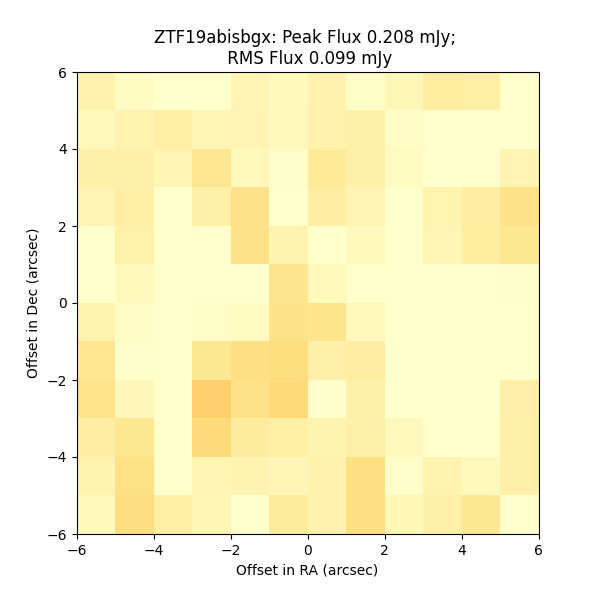 ZTF19abisbgx: Peak Flux 0.208 mJy;
RMS Flux 0.099 mJy
6
4
2
0
−2
−4
−6
Offset in Dec (arcsec)
−6 −4 −2 0 2 4 6
Offset in RA (arcsec)